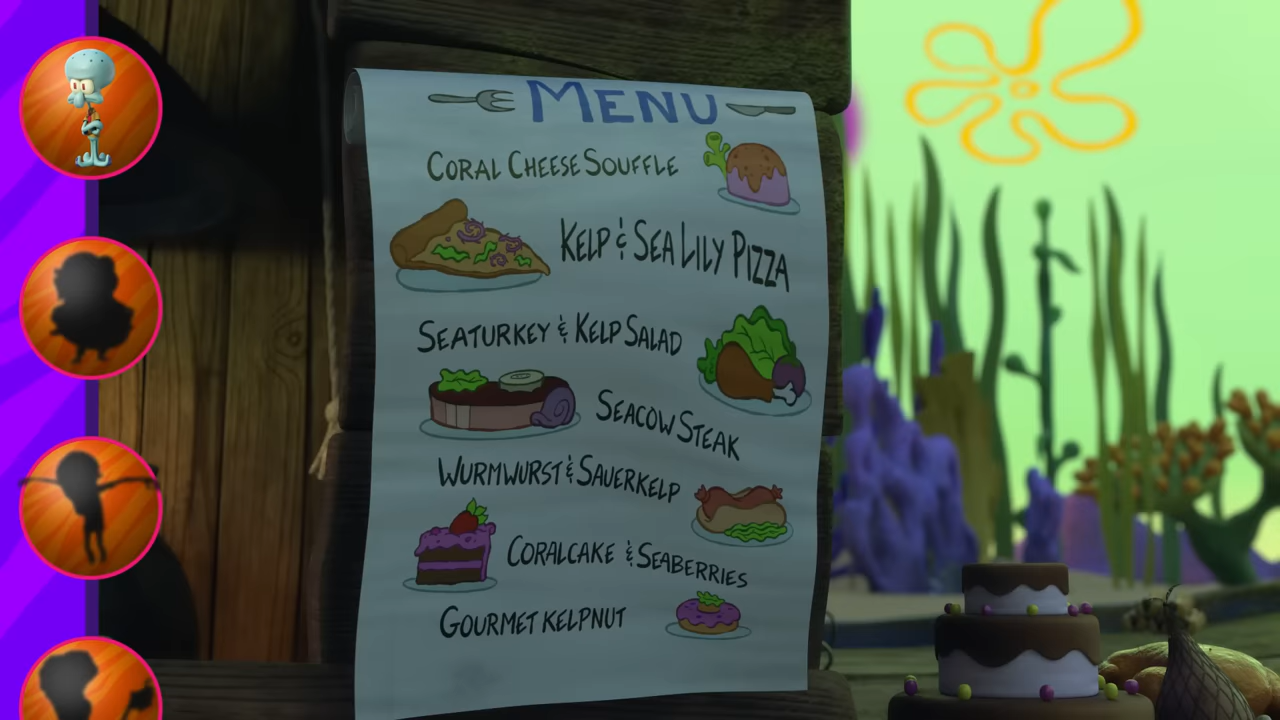 MENU
CORAL CHEESE SOUFFLE
KELP & SEA LILY PIZZA
SEATURKEY & KELP SALAD
SEACOW STEAK
WURMWURST & SAUERKELP
CORALCAKE & SEABERRIES
GOURMET KELPNUT